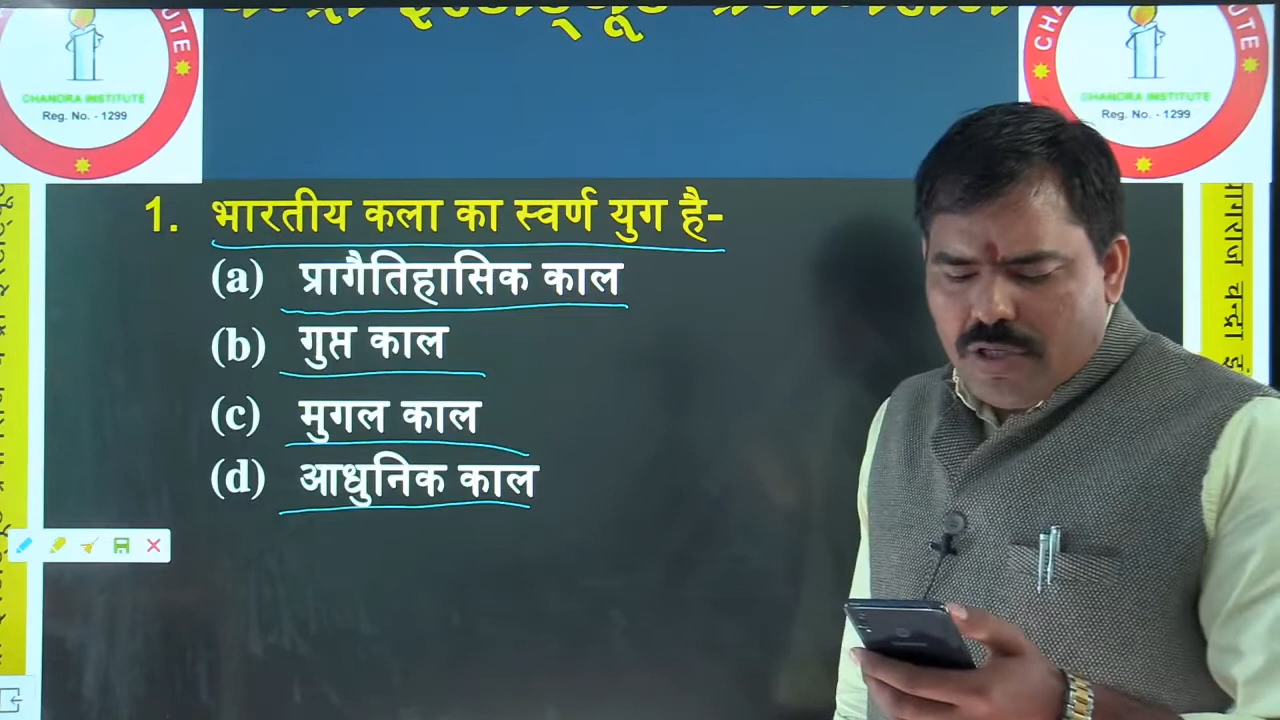 CHANDRA INSTITUTE
Reg. No. - 1299
CHANDRA INSTITUTE
Reg. No. - 1299
1. भारतीय कला का स्वर्ण युग है-
(a) प्रागैतिहासिक काल
(b) गुप्त काल
(c) मुगल काल
(d) आधुनिक काल